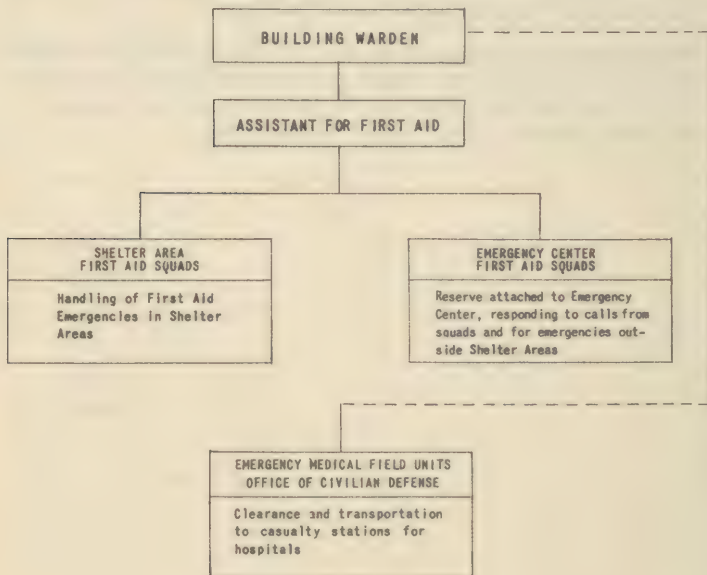 BUILDING WARDEN
ASSISTANT FOR FIRST AID
SHELTER AREA
FIRST AID SQUADS
Handling of First Aid
Emergencies in Shelter
Areas
EMERGENCY CENTER
FIRST AID SQUADS
Reserve attached to Emergency
Center, responding to calls from
squads and for emergencies out-
side Shelter Areas
EMERGENCY MEDICAL FIELD UNITS
OFFICE OF CIVILIAN DEFENSE
Clearance and transportation
to casualty stations for
hospitals